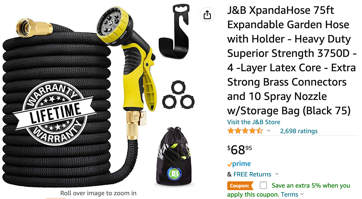 J&B XpandaHose 75ft
Expandable Garden Hose
with Holder - Heavy Duty
Superior Strength 3750D -
4 -Layer Latex Core - Extra
Strong Brass Connectors
and 10 Spray Nozzle
w/Storage Bag (Black 75)
Visit the J&B Store
2,698 ratings
$6895
prime
& FREE Returns
Coupon:
Save an extra 5% when you
apply this coupon. Terms
WARRANTY
LIFETIME
WARRANTY
Roll over image to zoom in